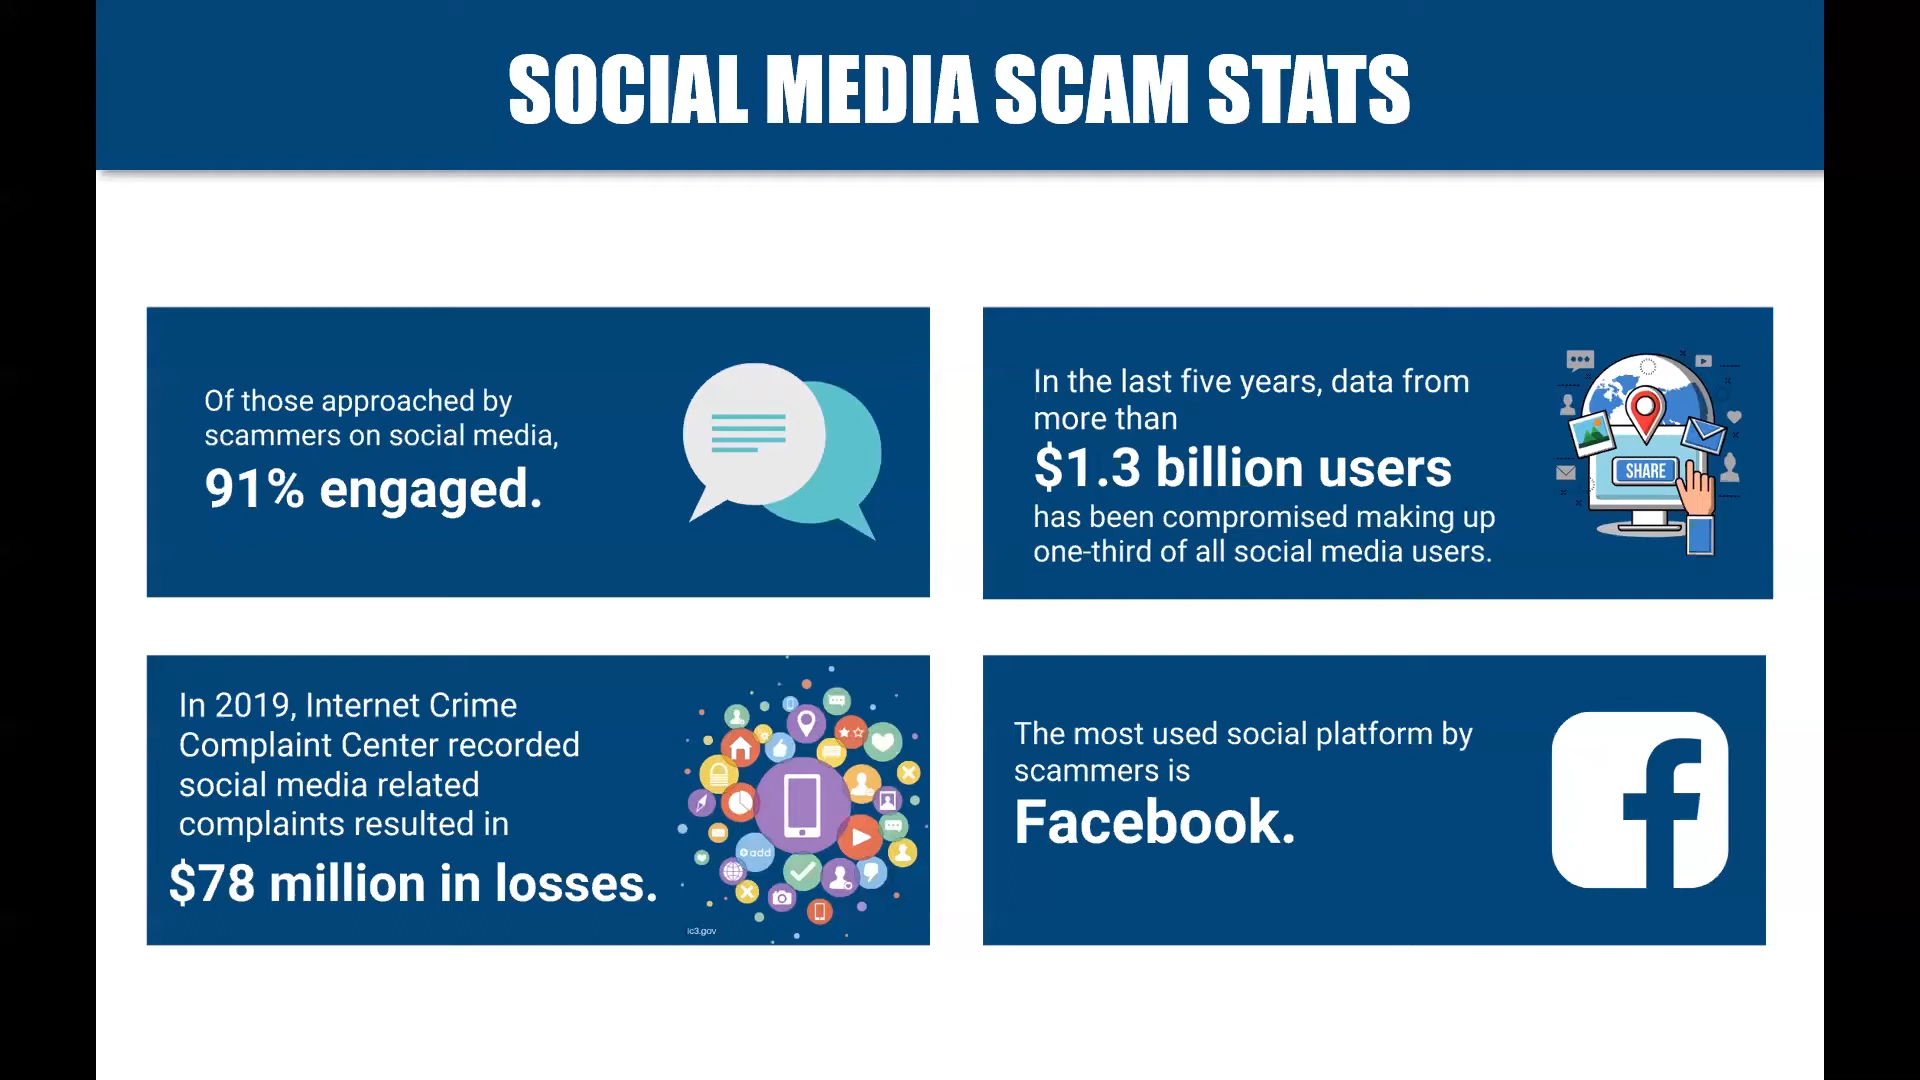 SOCIAL MEDIA SCAM STATS
Of those approached by
scammers on social media,
91% engaged.
In the last five years, data from
more than
$1.3 billion users
has been compromised making up
one-third of all social media users.
SHARE
In 2019, Internet Crime
Complaint Center recorded
social media related
complaints resulted in
$78 million in losses.
add
ic3.gov
The most used social platform by
scammers is
Facebook.